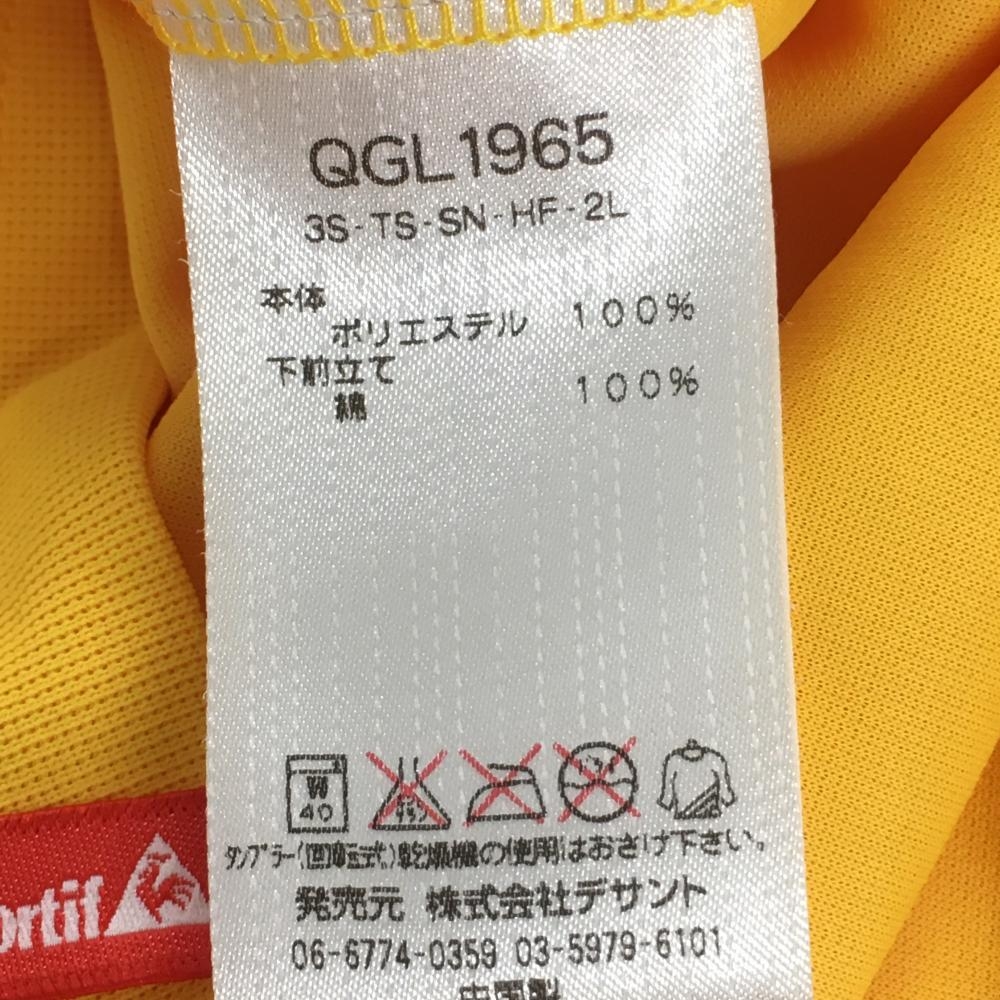 QGL1965
3S-TS-SN-HF-2L
本体
ポリエステル 100%
下前立て
綿 100%
W
40
タンブラー(回転式)乾燥機の使用はおさけ下さい。
発売元 株式会社デサント
06-6774-0359 03-5979-6101
中国製
ortif